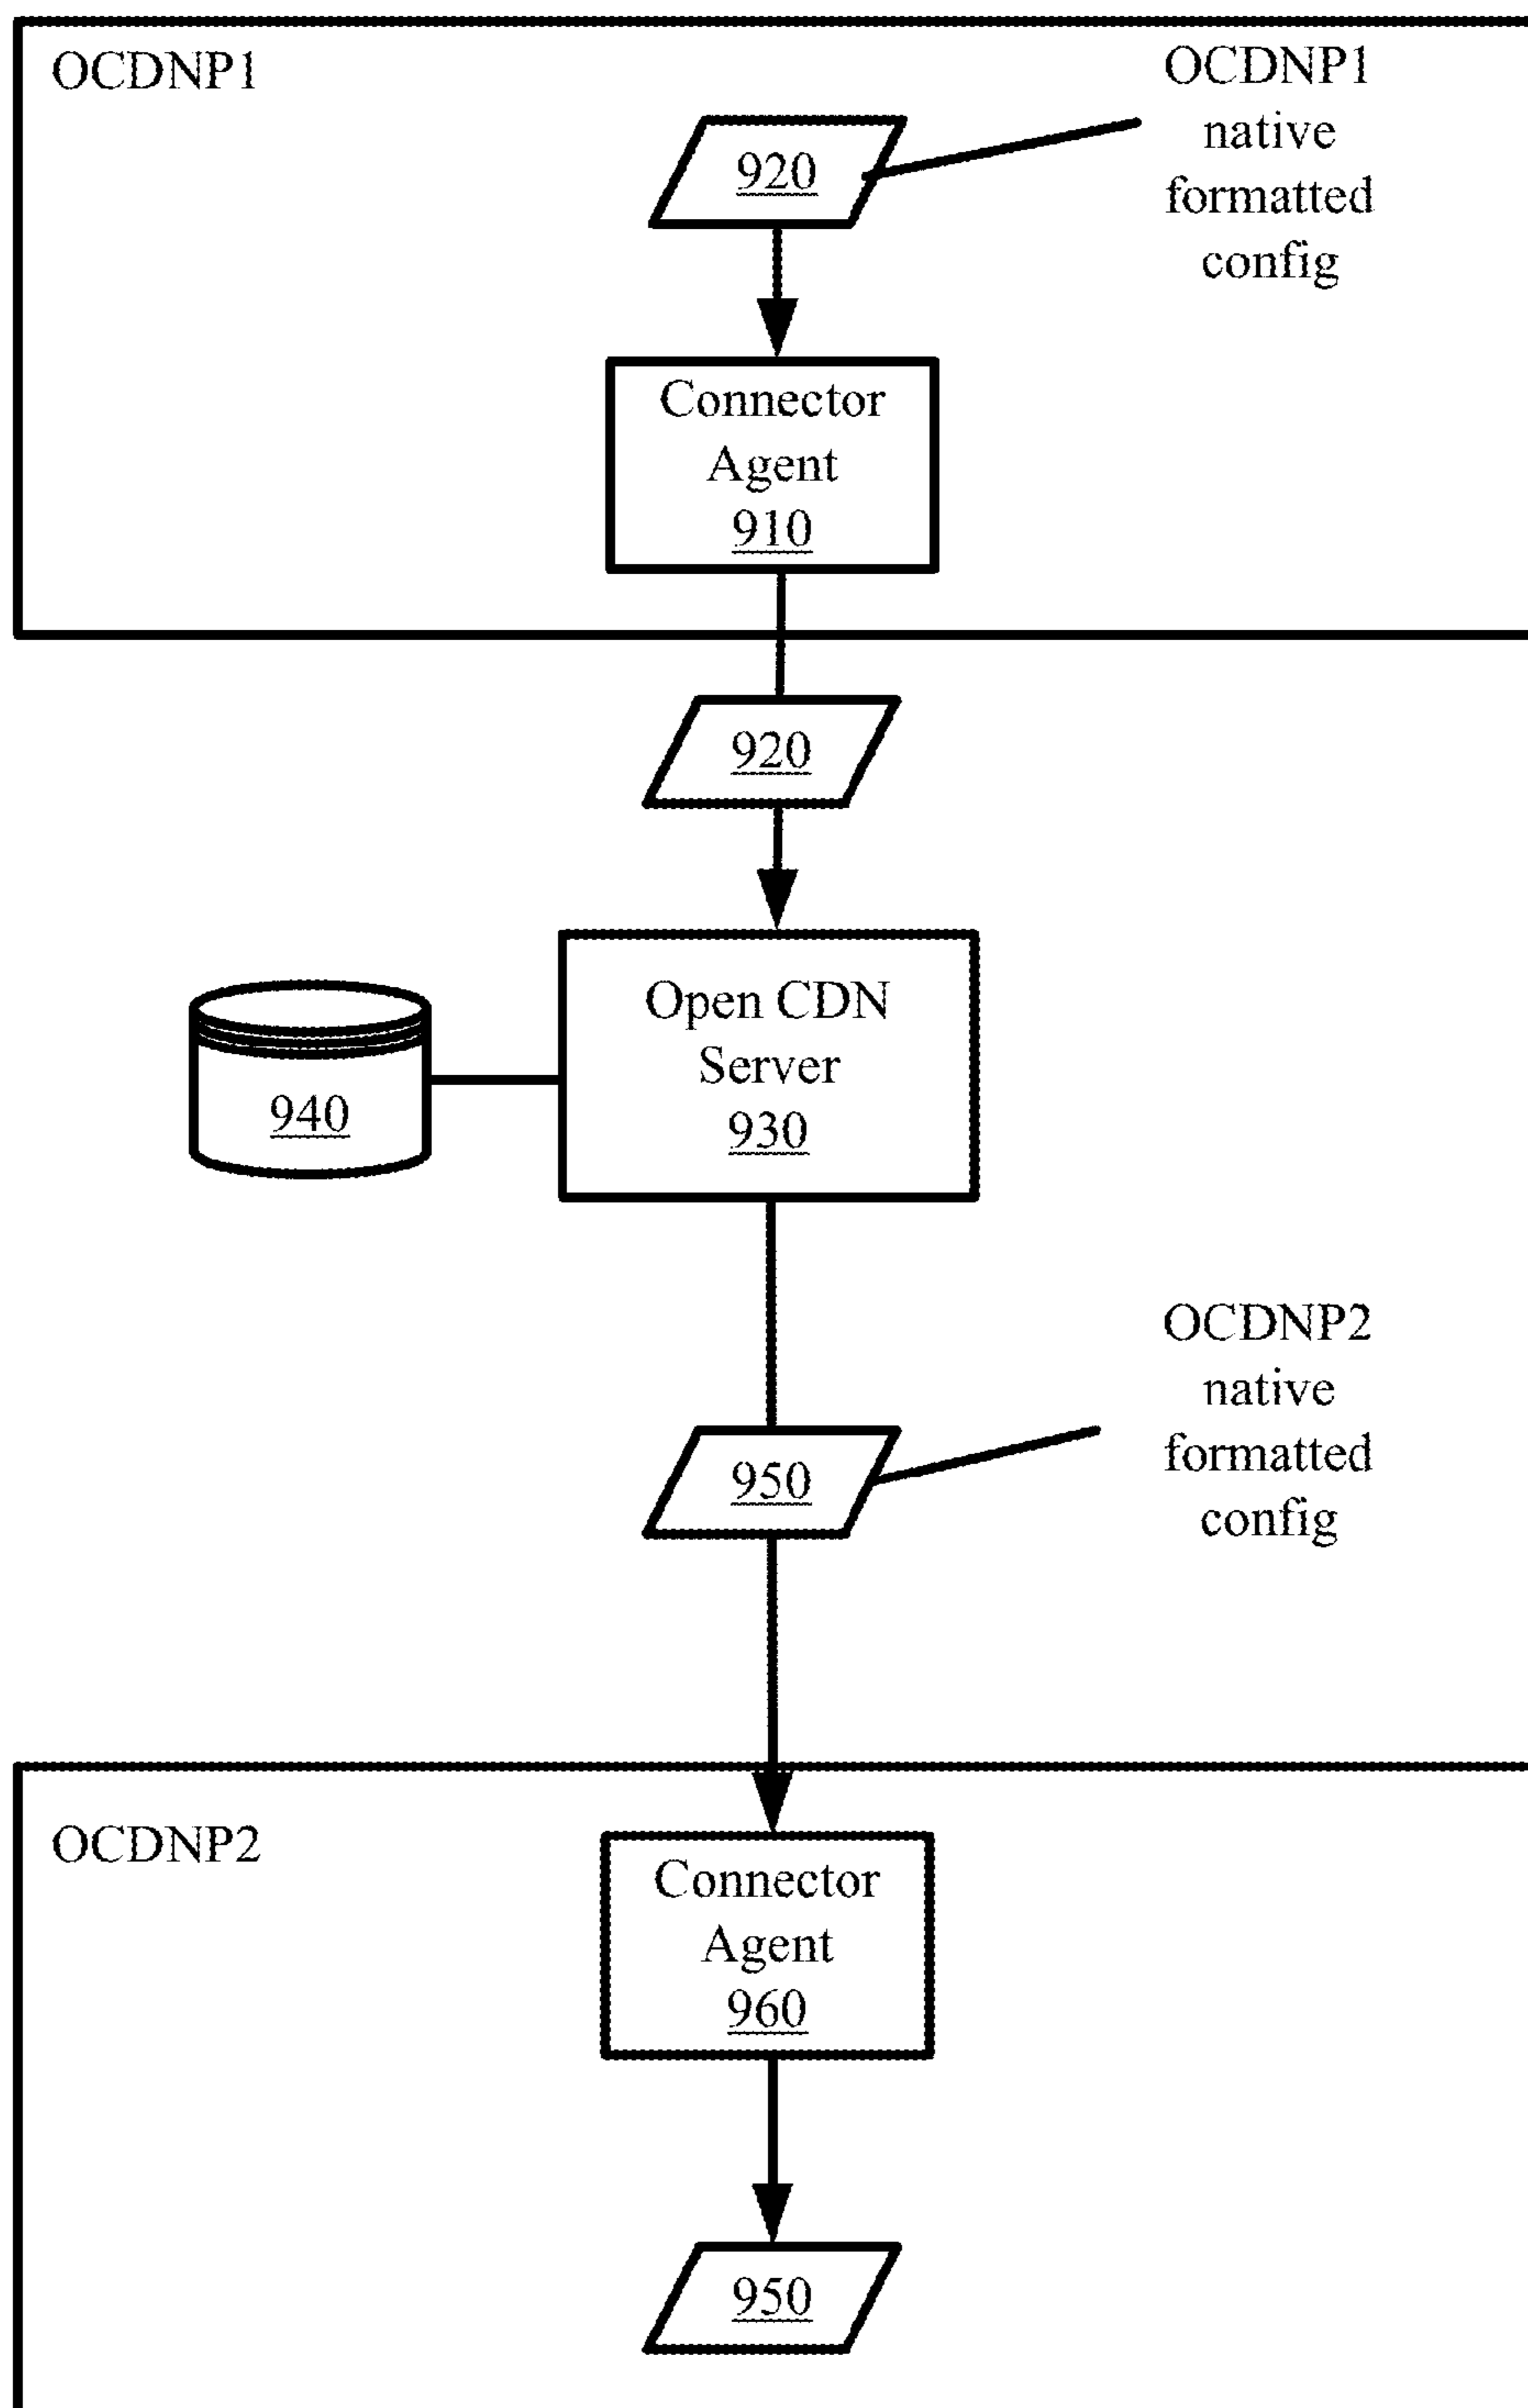 OCDNP1
OCDNP1
native
formatted
config
920
Connector
Agent
910
920
Open CDN
Server
930
940
OCDNP2
native
formatted
config
950
OCDNP2
Connector
Agent
960
950